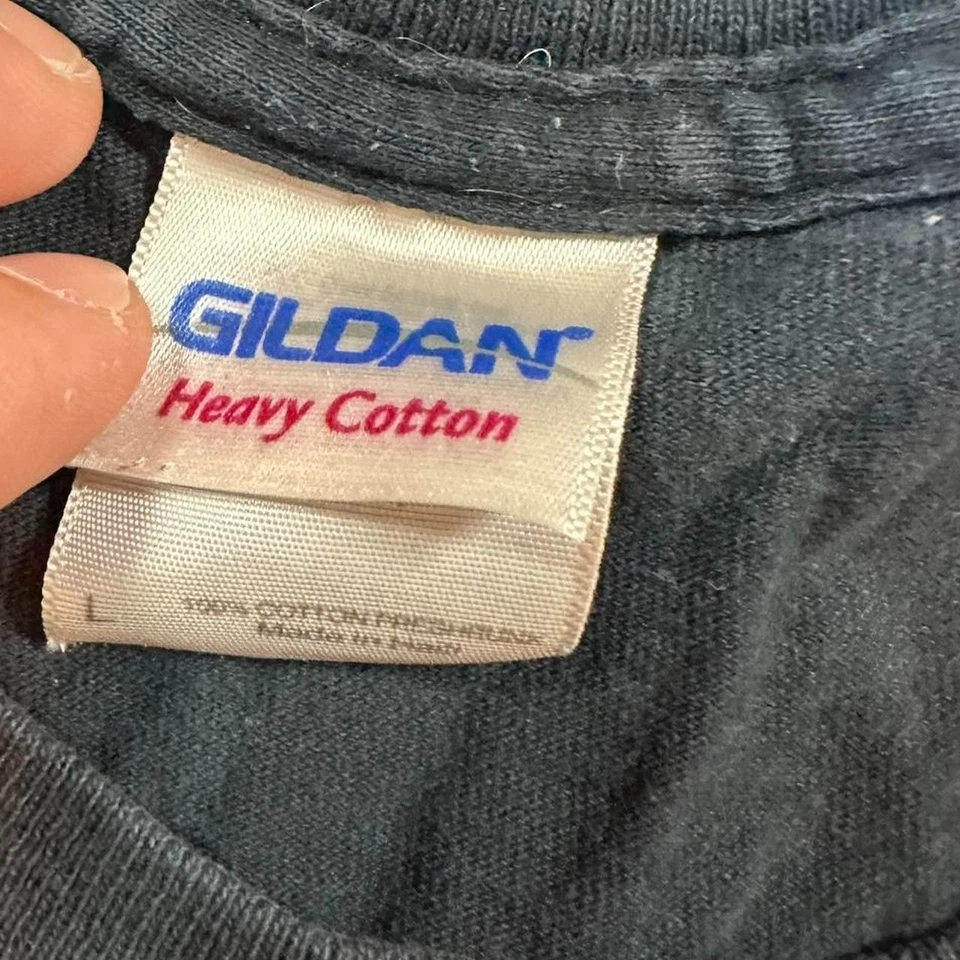 GILDAN
Heavy Cotton
L
100% COTTON PRESHRUNK
Made in Haiti